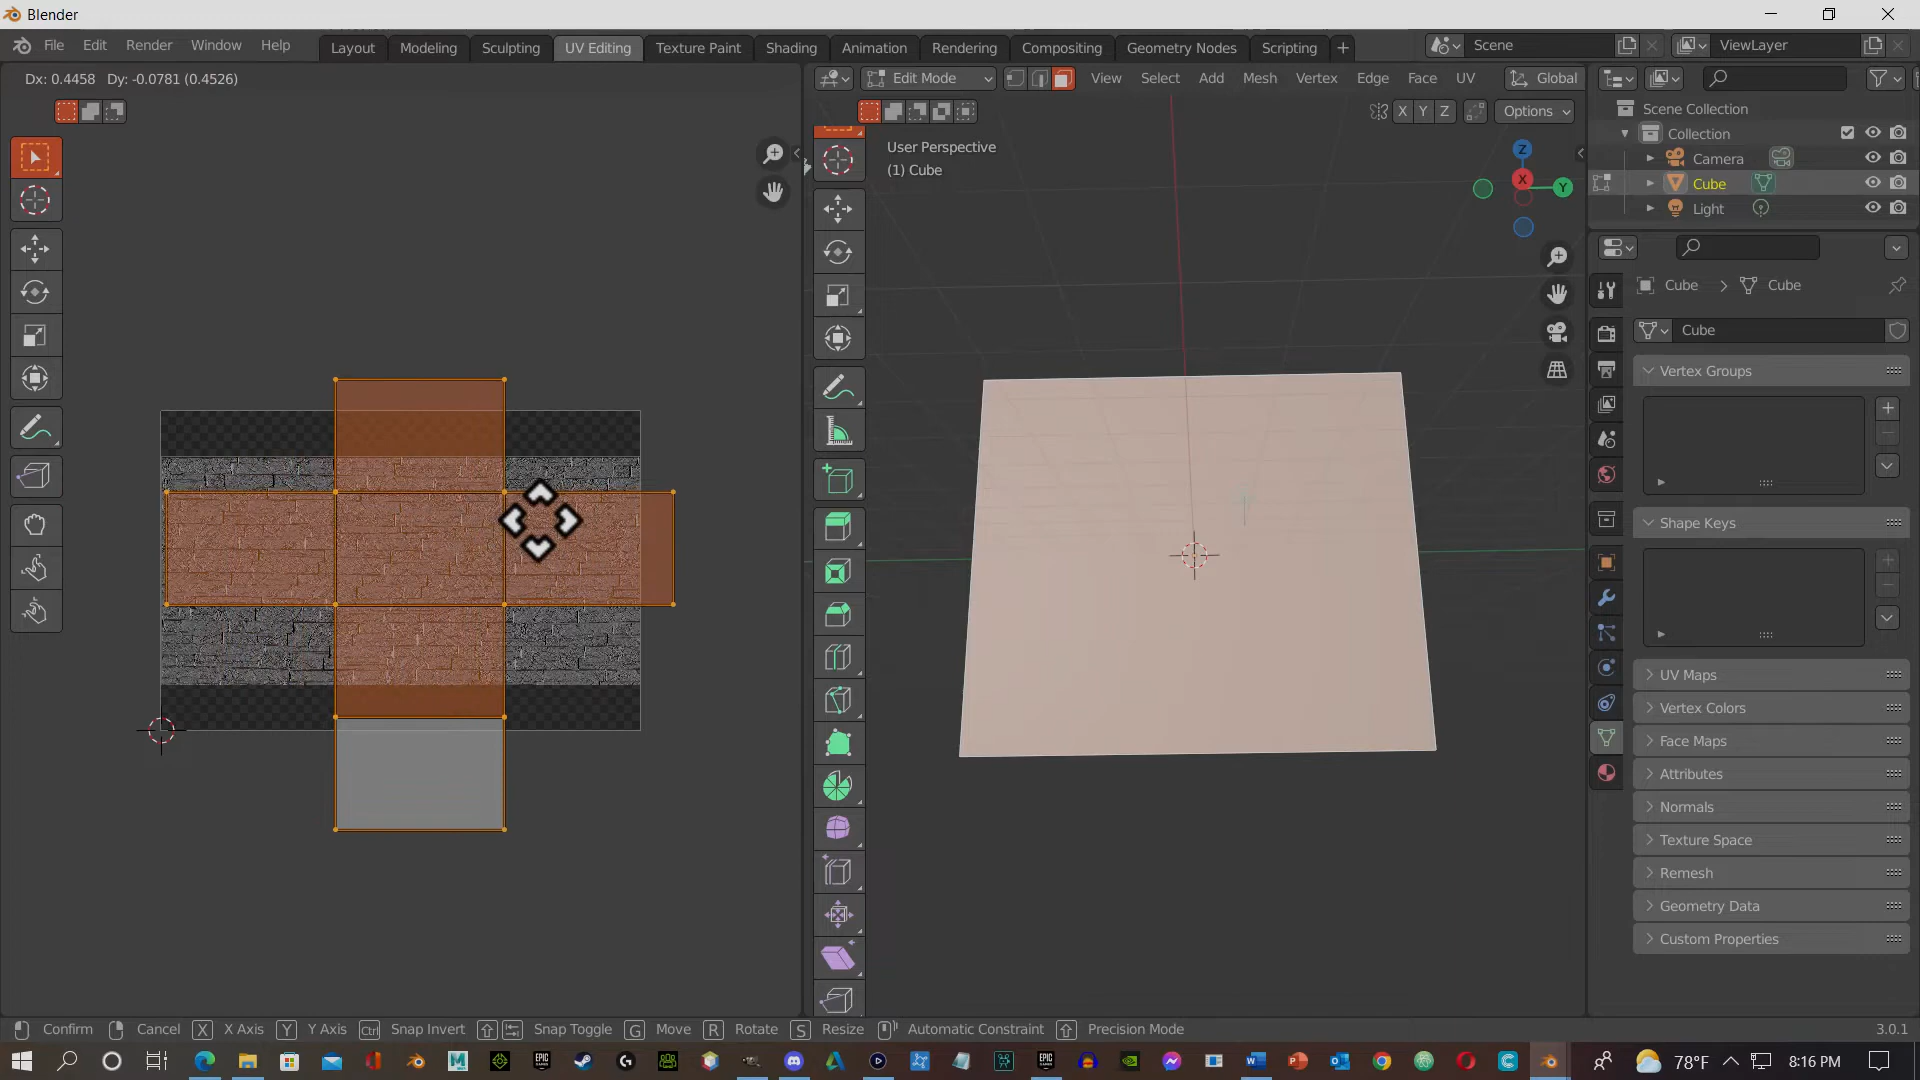 Blender
File Edit Render Window Help
Layout Modeling Sculpting UV Editing Texture Paint Shading Animation Rendering Compositing Geometry Nodes Scripting +
Scene
ViewLayer
Dx: 0.4458 Dy: -0.0781 (0.4526)
Edit Mode
View Select Add Mesh Vertex Edge Face UV
Global
X Y Z
Options
User Perspective
(1) Cube
Z
X
Y
Scene Collection
Collection
Camera
Cube
Light
Cube > Cube
Cube
Vertex Groups
Shape Keys
UV Maps
Vertex Colors
Face Maps
Attributes
Normals
Texture Space
Remesh
Geometry Data
Custom Properties
Confirm Cancel X X Axis Y Y Axis Ctrl Snap Invert Snap Toggle G Move R Rotate S Resize Automatic Constraint Precision Mode
3.0.1
EPIC GAMES
EPIC GAMES
78°F
8:16 PM